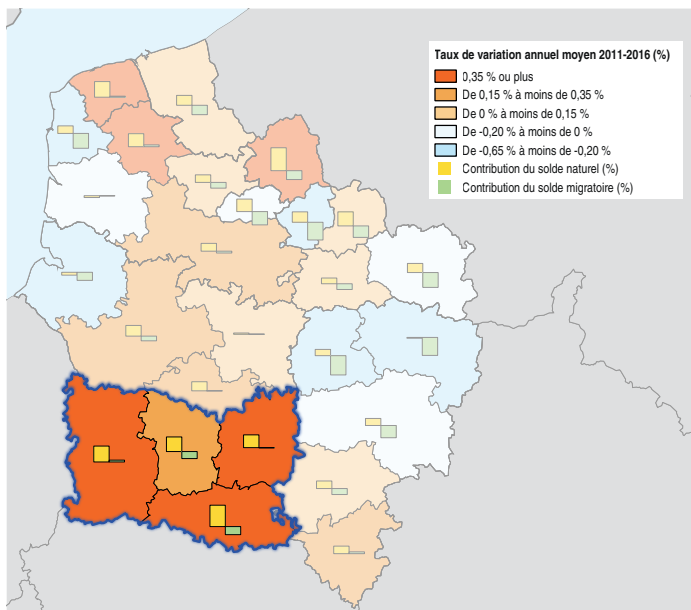 Taux de variation annuel moyen 2011-2016 (%)
0,35 % ou plus
De 0,15 % à moins de 0,35 %
De 0 % à moins de 0,15 %
De -0,20 % à moins de 0 %
De -0,65 % à moins de -0,20 %
Contribution du solde naturel (%)
Contribution du solde migratoire (%)